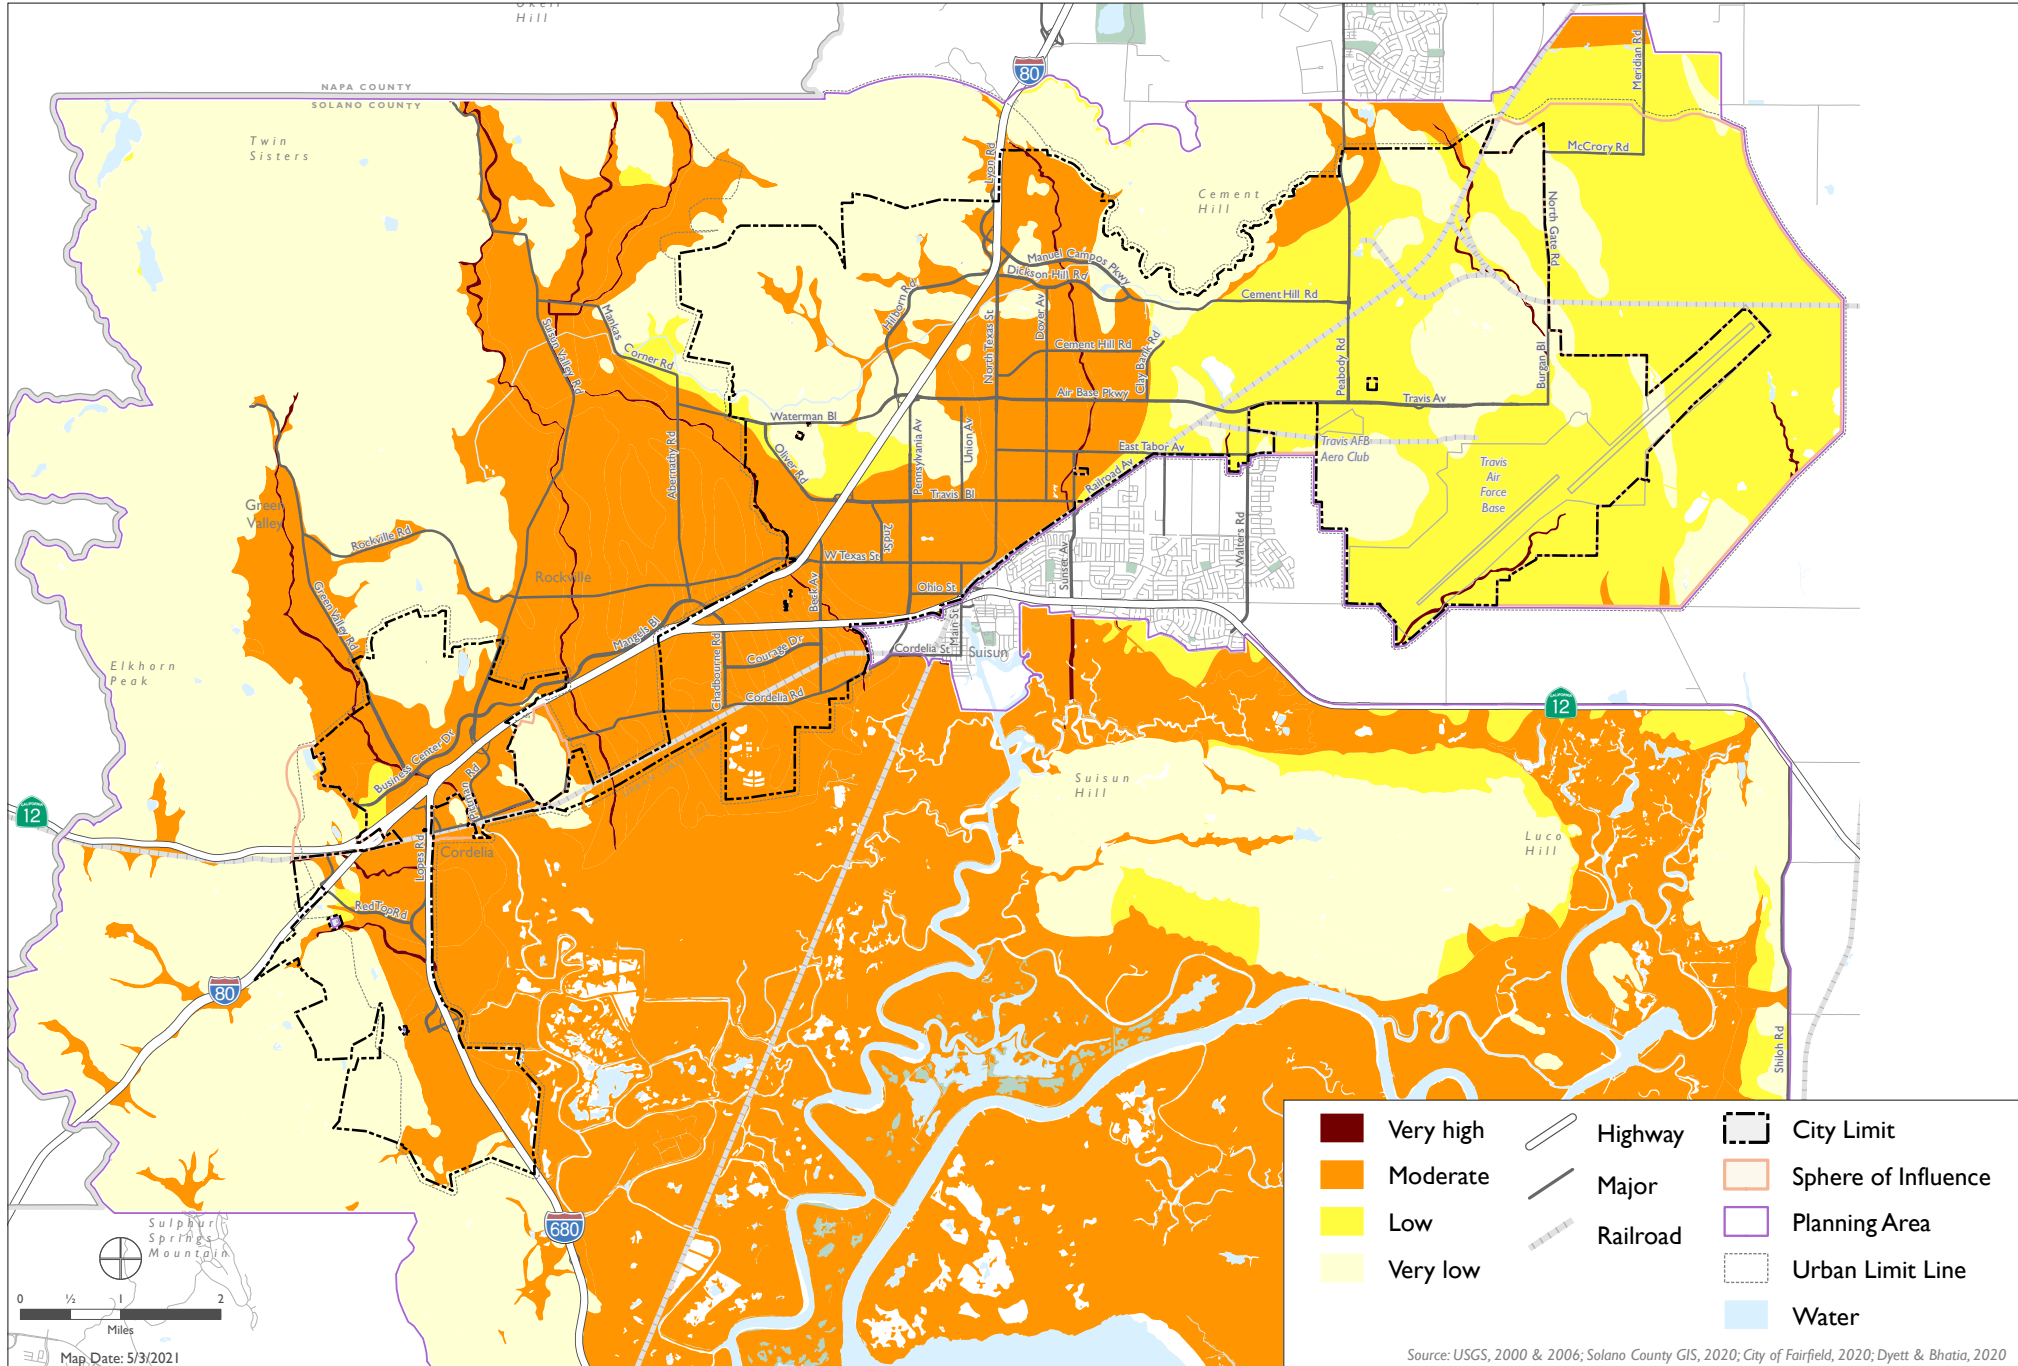 Okell
Hill
NAPA COUNTY
SOLANO COUNTY
80
Meridian Rd
Twin
Sisters
Lyon Rd
McCrory Rd
Cement
Hill
North Gate Rd
Manuel Campos Pkwy
Dickson Hill Rd
Hilborn Rd
Dover Av
Cement Hill Rd
Mankas Corner Rd
Suisun Valley Rd
North Texas St
Cement Hill Rd
Clay Bank Rd
Peabody Rd
Burgan Bl
Air Base Pkwy
Travis Av
Waterman Bl
Abernathy Rd
Oliver Rd
Pennsylvania Av
Union Av
East Tabor Av
Railroad Av
Travis AFB
Aero Club
Travis
Air
Force
Base
Travis Bl
Green
Valley
Rockville Rd
2nd St
W Texas St
Sunset Av
Walters Rd
Rockville
Beck Av
Ohio St
Green Valley Rd
Mangels Bl
Main St
Chadbourne Rd
Courage Dr
Cordelia St
Suisun
Elkhorn
Peak
Cordelia Rd
12
Business Center Dr
Pittman Rd
Suisun
Hill
12
Lopes Rd
Cordelia
Luco
Hill
Red Top Rd
80
Shiloh Rd
680
Sulphur
Springs
Mountain
0 ½ 1 2
Miles
Map Date: 5/3/2021
Very high
Moderate
Low
Very low
Highway
Major
Railroad
City Limit
Sphere of Influence
Planning Area
Urban Limit Line
Water
Source: USGS, 2000 & 2006; Solano County GIS, 2020; City of Fairfield, 2020; Dyett & Bhatia, 2020